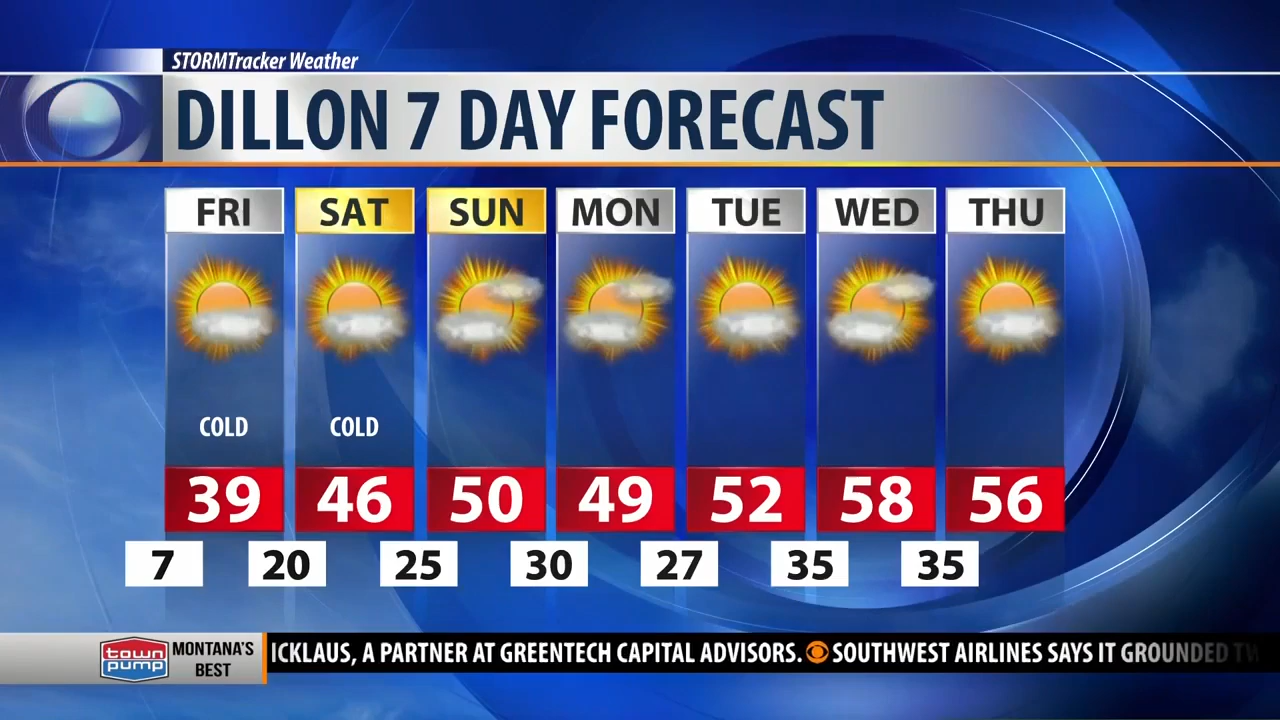 STORMTracker Weather
DILLON 7 DAY FORECAST
FRI SAT SUN MON TUE WED THU
COLD COLD
39 46 50 49 52 58 56
7 20 25 30 27 35 35
town pump
MONTANA'S BEST
ICKLAUS, A PARTNER AT GREENTECH CAPITAL ADVISORS. SOUTHWEST AIRLINES SAYS IT GROUNDED